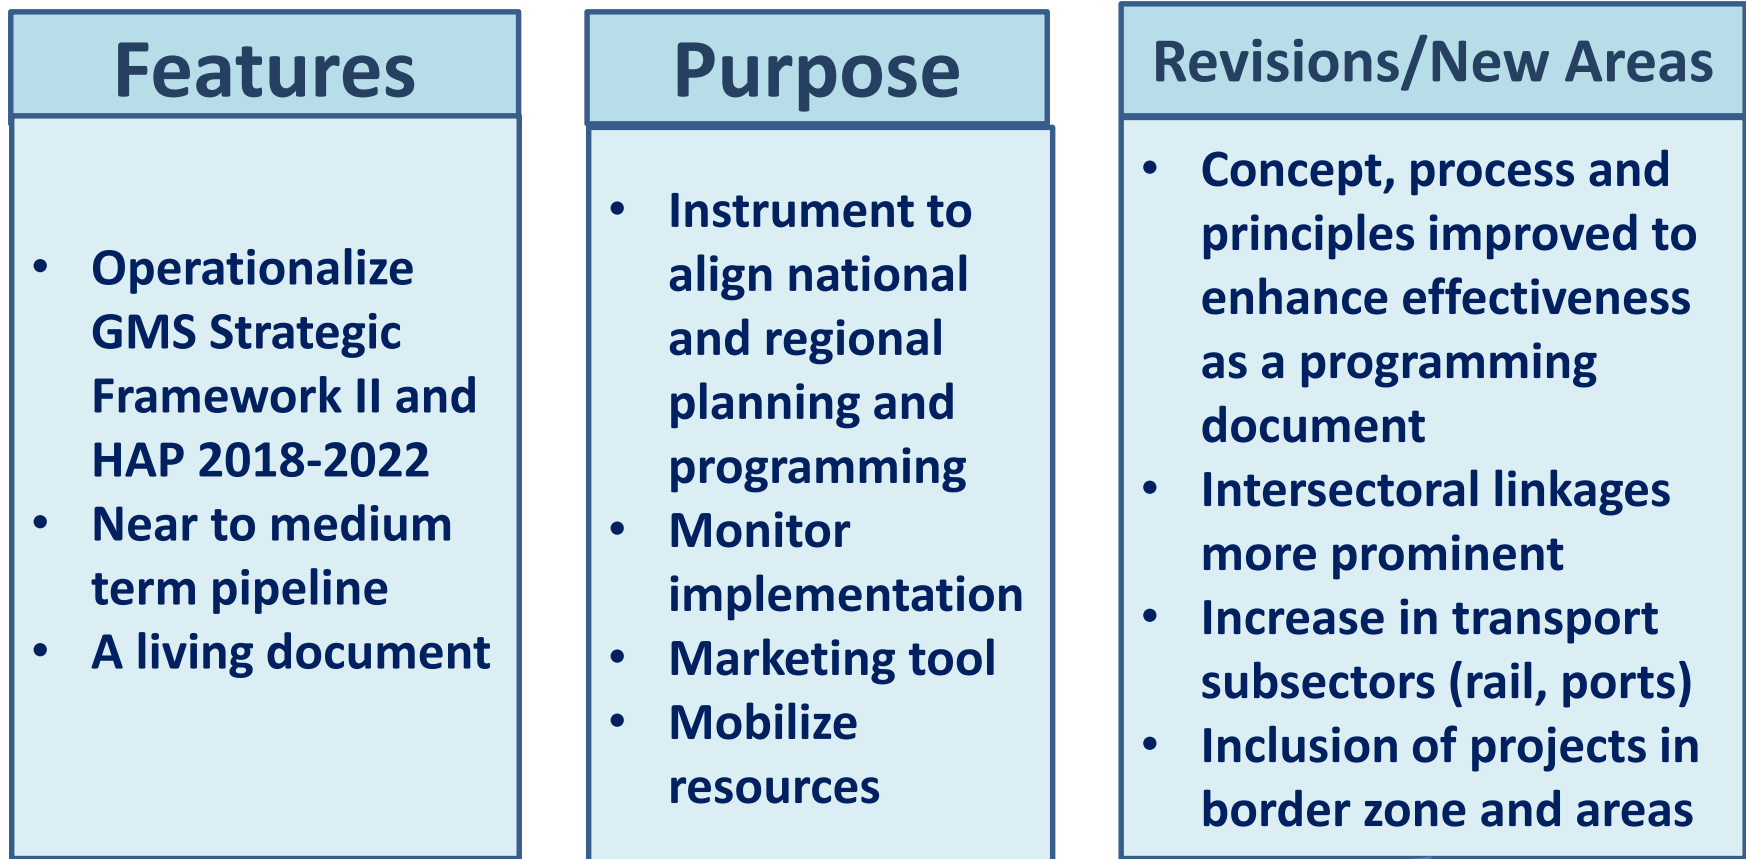 Features
• Operationalize
GMS Strategic
Framework II and
HAP 2018-2022
• Near to medium
term pipeline
• A living document
Purpose
• Instrument to
align national
and regional
planning and
programming
• Monitor
implementation
• Marketing tool
• Mobilize
resources
Revisions/New Areas
• Concept, process and
principles improved to
enhance effectiveness
as a programming
document
• Intersectoral linkages
more prominent
• Increase in transport
subsectors (rail, ports)
• Inclusion of projects in
border zone and areas